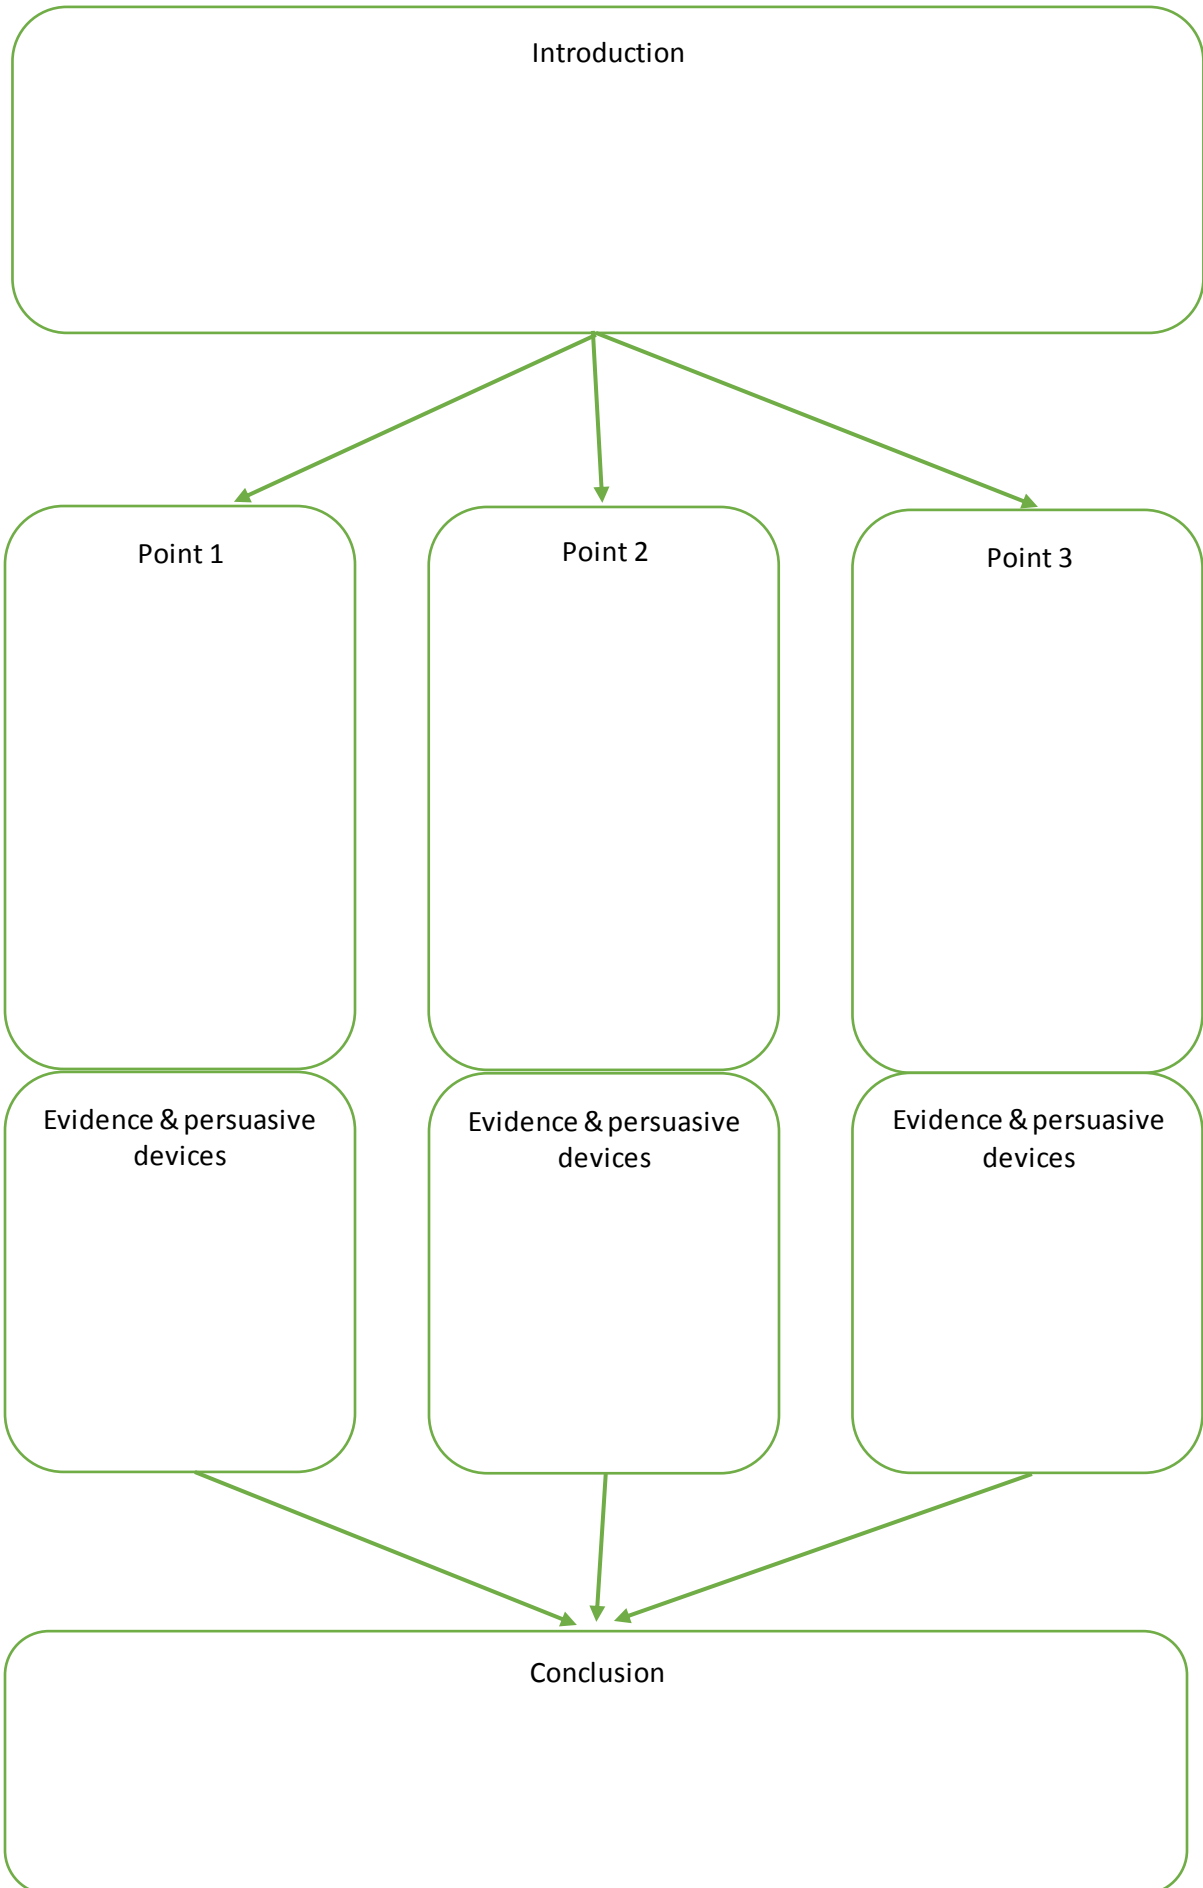 Introduction
Point 1
Point 2
Point 3
Evidence & persuasive
devices
Evidence & persuasive
devices
Evidence & persuasive
devices
Conclusion